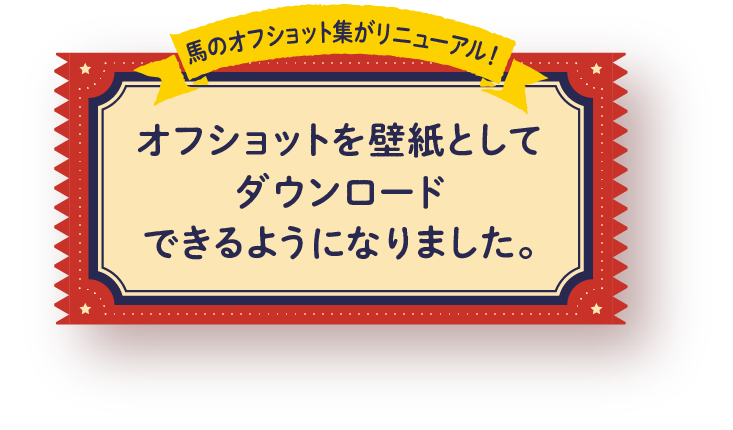 馬のオフショット集がリニューアル！
オフショットを壁紙として
ダウンロード
できるようになりました。